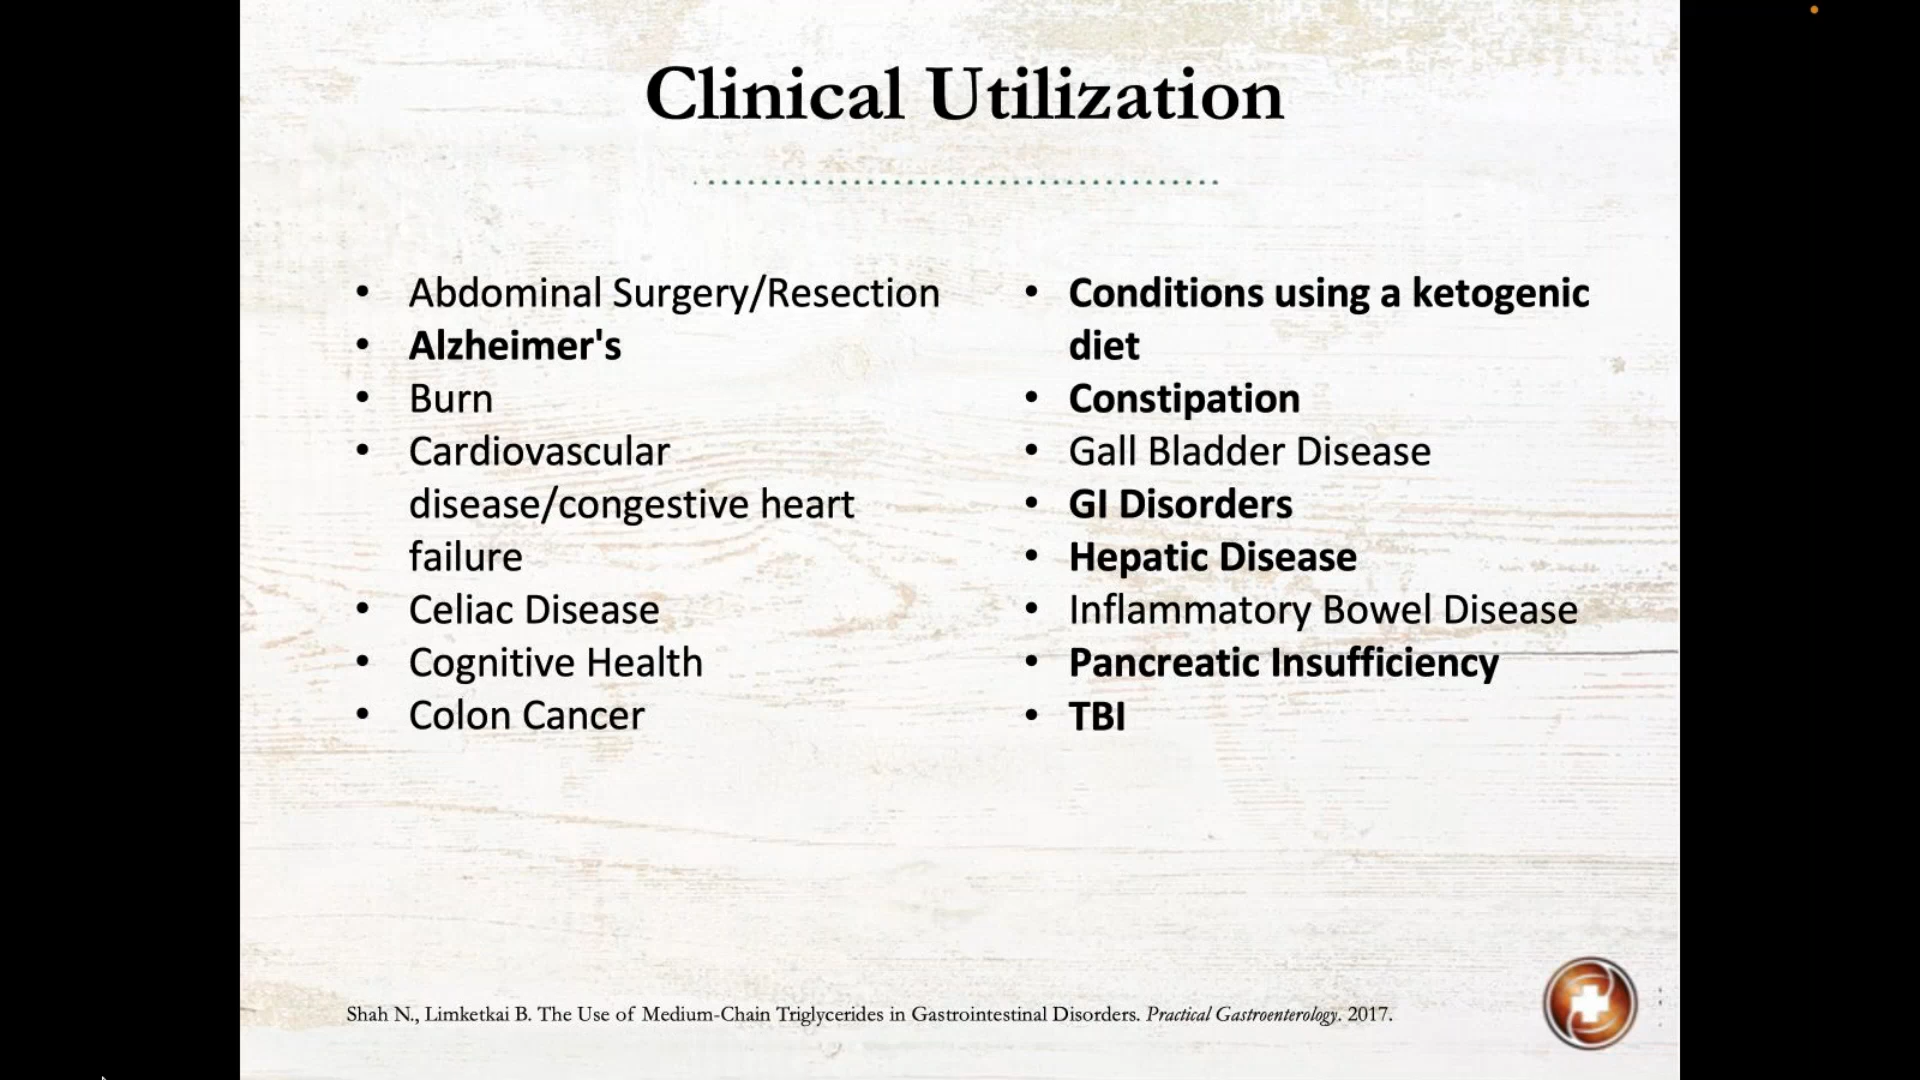 Clinical Utilization
• Abdominal Surgery/Resection
• Alzheimer's
• Burn
• Cardiovascular
disease/congestive heart
failure
• Celiac Disease
• Cognitive Health
• Colon Cancer
• Conditions using a ketogenic
diet
• Constipation
• Gall Bladder Disease
• GI Disorders
• Hepatic Disease
• Inflammatory Bowel Disease
• Pancreatic Insufficiency
• TBI
Shah N., Limketkai B. The Use of Medium-Chain Triglycerides in Gastrointestinal Disorders. Practical Gastroenterology. 2017.